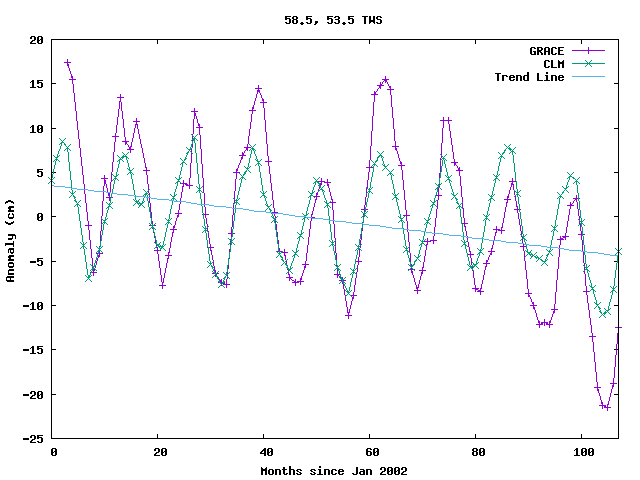 58.5, 53.5 TWS
GRACE
CLM
Trend Line
20
15
10
5
0
-5
-10
-15
-20
-25
Anomaly (cm)
0 20 40 60 80 100
Months since Jan 2002